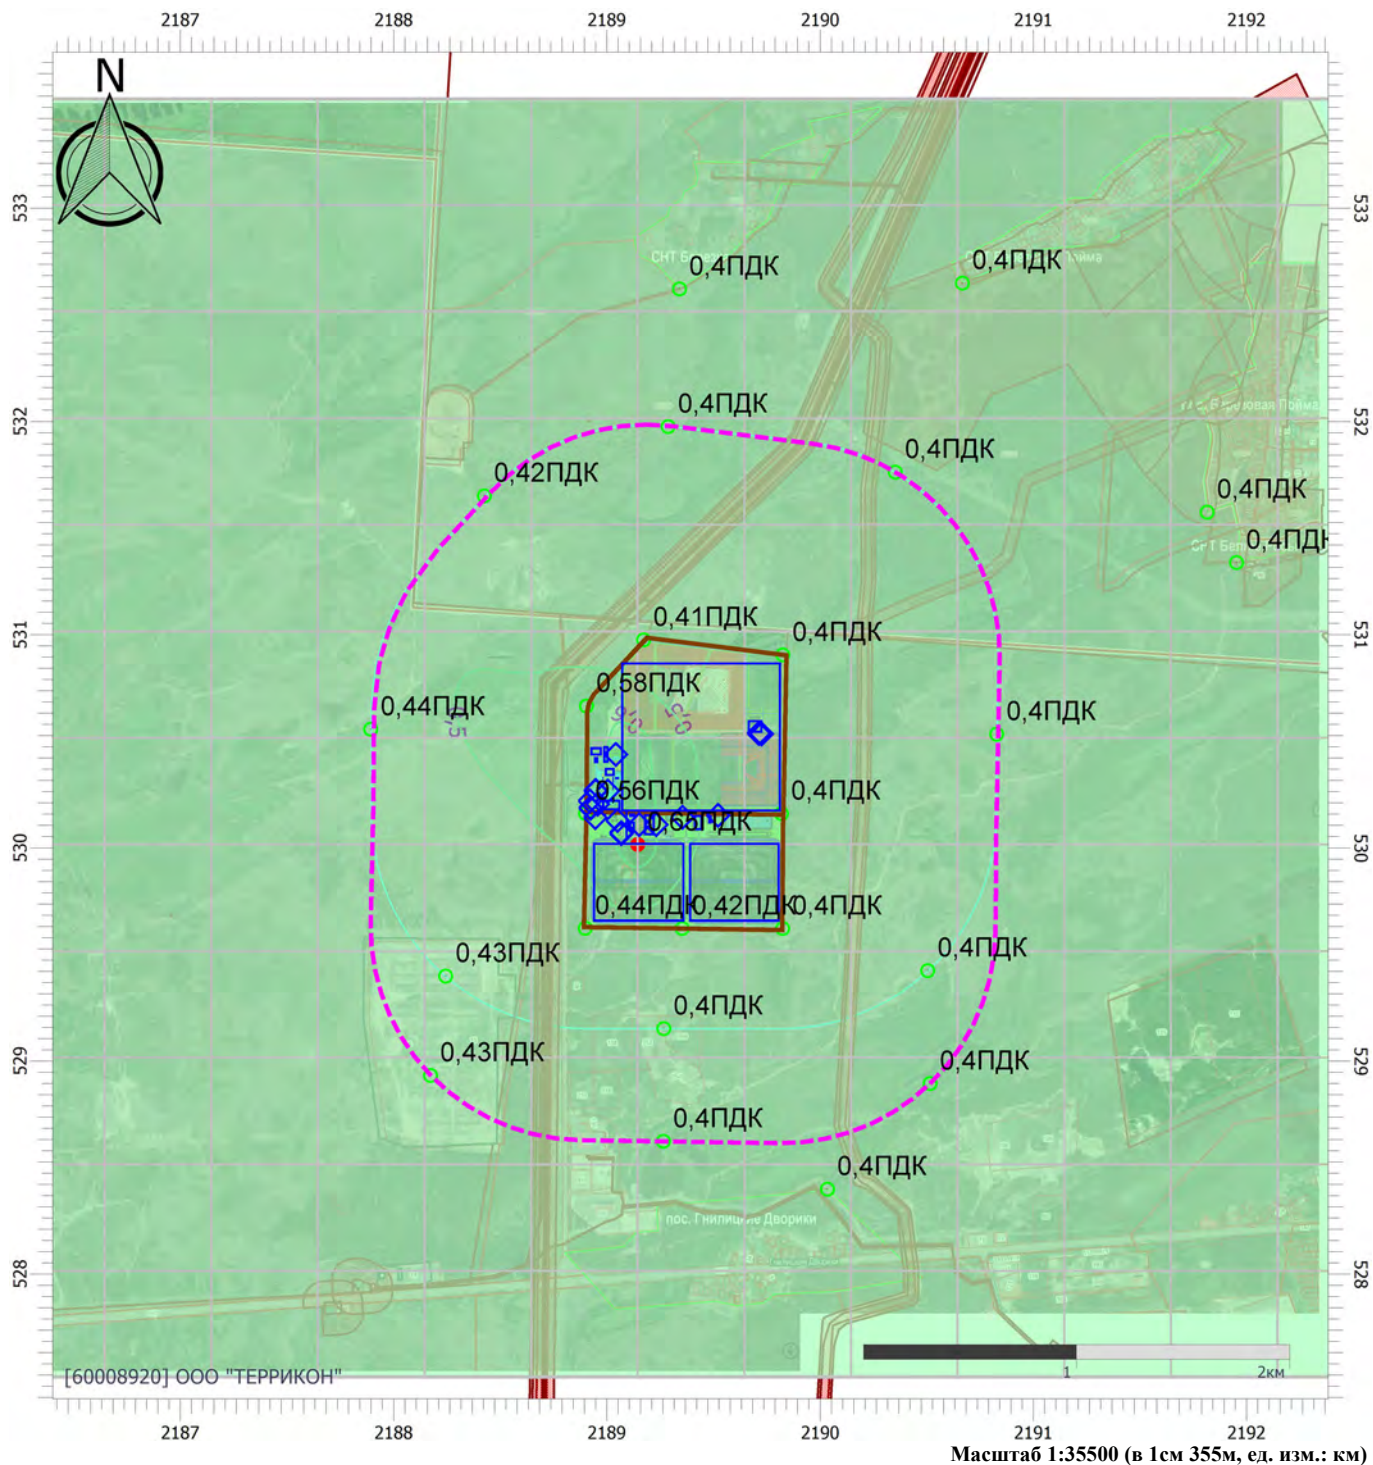 2187 2188 2189 2190 2191 2192
N
533 533
0,4ПДК 0,4ПДК
532 532
0,4ПДК
0,4ПДК
0,42ПДК
0,4ПДК
0,4ПДК
531 531
0,41ПДК 0,4ПДК
0,58ПДК
0,44ПДК 0,4ПДК
0,5
0,56ПДК 0,4ПДК
0,65ПДК
530 530
0,44ПДК 0,42ПДК 0,4ПДК
0,43ПДК 0,4ПДК
0,4ПДК
529 529
0,43ПДК 0,4ПДК
0,4ПДК
0,4ПДК
пос. Гнилицкие Дворики
528 528
1 2км
[60008920] ООО "ТЕРРИКОН"
2187 2188 2189 2190 2191 2192
Масштаб 1:35500 (в 1см 355м, ед. изм.: км)